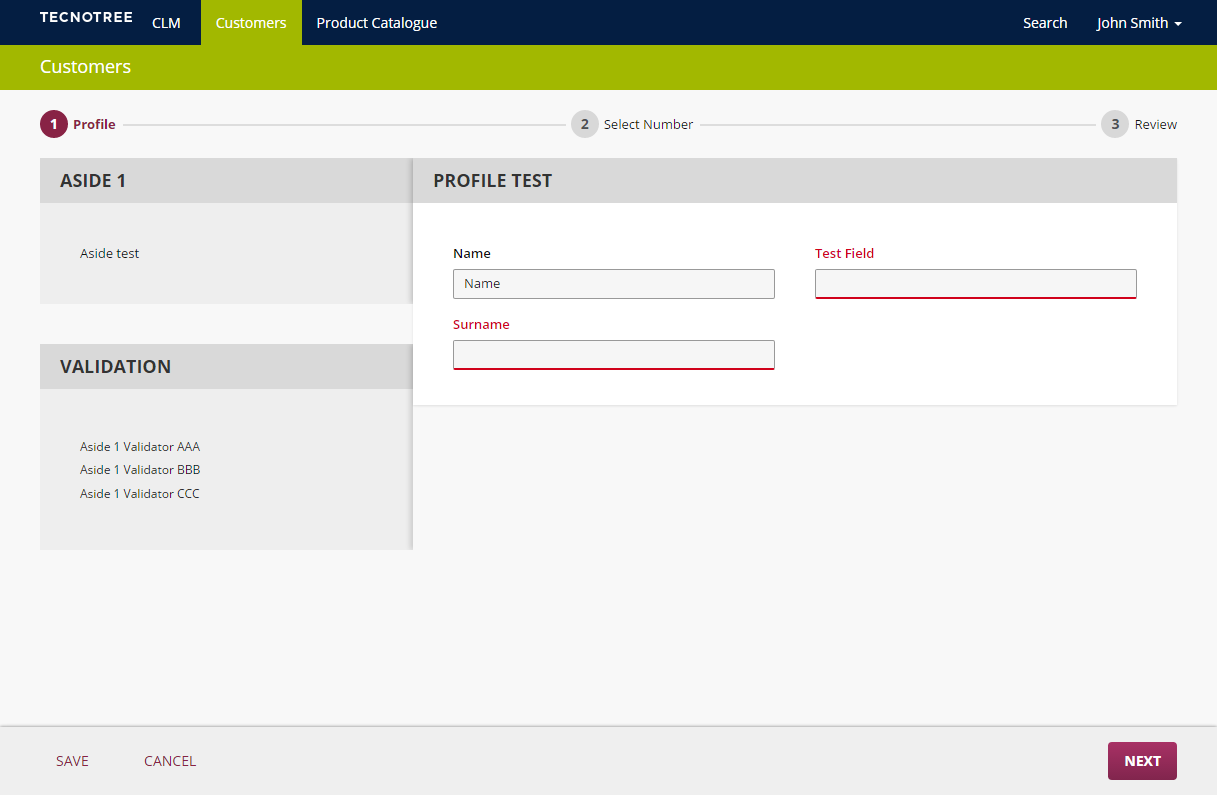 TECNOTREE CLM Customers Product Catalogue Search John Smith
Customers
1 Profile 2 Select Number 3 Review
ASIDE 1
Aside test
VALIDATION
Aside 1 Validator AAA
Aside 1 Validator BBB
Aside 1 Validator CCC
PROFILE TEST
Name
Name
Test Field
Surname
SAVE CANCEL NEXT